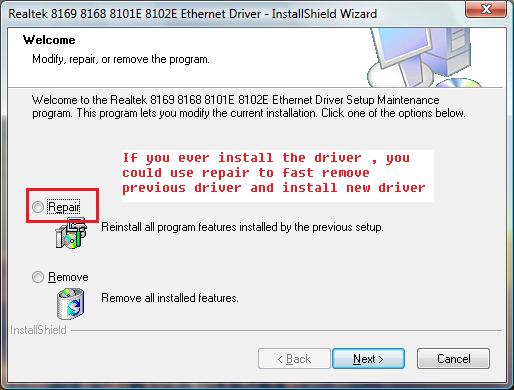 Realtek 8169 8168 8101E 8102E Ethernet Driver - InstallShield Wizard
Welcome
Modify, repair, or remove the program.
Welcome to the Realtek 8169 8168 8101E 8102E Ethernet Driver Setup Maintenance
program. This program lets you modify the current installation. Click one of the options below.
If you ever install the driver , you
could use repair to fast remove
previous driver and install new driver
Repair
Reinstall all program features installed by the previous setup.
Remove
Remove all installed features.
InstallShield
< Back
Next >
Cancel